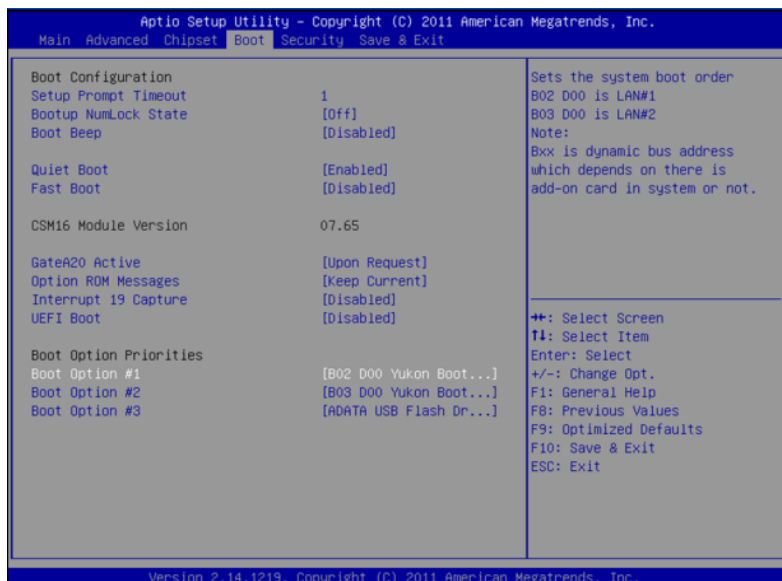 Aptio Setup Utility – Copyright (C) 2011 American Megatrends, Inc.
Main Advanced Chipset Boot Security Save & Exit
Boot Configuration
Setup Prompt Timeout 1
Bootup NumLock State [Off]
Boot Beep [Disabled]
Quiet Boot [Enabled]
Fast Boot [Disabled]
CSM16 Module Version 07.65
GateA20 Active [Upon Request]
Option ROM Messages [Keep Current]
Interrupt 19 Capture [Disabled]
UEFI Boot [Disabled]
Boot Option Priorities
Boot Option #1 [B02 D00 Yukon Boot...]
Boot Option #2 [B03 D00 Yukon Boot...]
Boot Option #3 [ADATA USB Flash Dr...]
Sets the system boot order
B02 D00 is LAN#1
B03 D00 is LAN#2
Note:
Bxx is dynamic bus address
which depends on there is
add-on card in system or not.
→←: Select Screen
↑↓: Select Item
Enter: Select
+/-: Change Opt.
F1: General Help
F8: Previous Values
F9: Optimized Defaults
F10: Save & Exit
ESC: Exit
Version 2.14.1219. Copyright (C) 2011 American Megatrends, Inc.